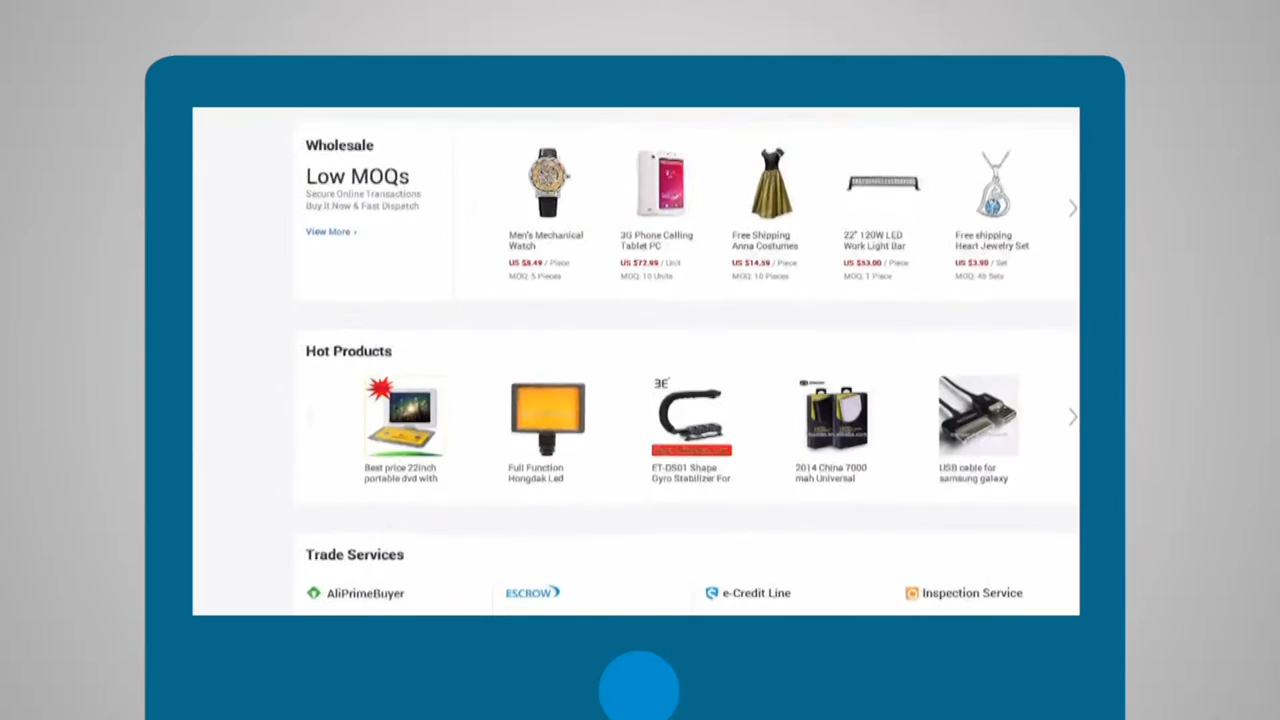 Wholesale
Low MOQs
Secure Online Transactions
Buy It Now & Fast Dispatch
View More ›
Men's Mechanical
Watch
US $8.49 / Piece
MOQ: 5 Pieces
3G Phone Calling
Tablet PC
US $72.99 / Unit
MOQ: 10 Units
Free Shipping
Anna Costumes
US $14.59 / Piece
MOQ: 10 Pieces
22" 120W LED
Work Light Bar
US $53.00 / Piece
MOQ: 1 Piece
Free shipping
Heart Jewelry Set
US $3.90 / Set
Hot Products
Best price 22inch
portable dvd with
Full Function
Hongdak Led
ET-DS01 Shape
Gyro Stabilizer For
2014 China 7000
mah Universal
USB cable for
samsung galaxy
Trade Services
AliPrimeBuyer
ESCROW
e-Credit Line
Inspection Service